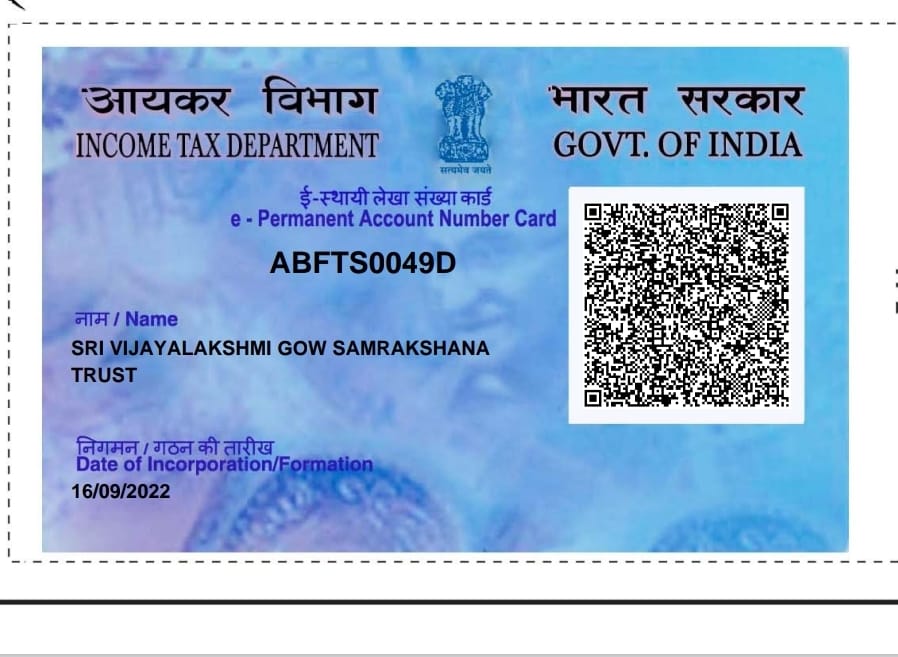 आयकर विभाग
INCOME TAX DEPARTMENT
सत्यमेव जयते
भारत सरकार
GOVT. OF INDIA
ई-स्थायी लेखा संख्या कार्ड
e - Permanent Account Number Card
ABFTS0049D
नाम / Name
SRI VIJAYALAKSHMI GOW SAMRAKSHANA
TRUST
निगमन / गठन की तारीख
Date of Incorporation/Formation
16/09/2022